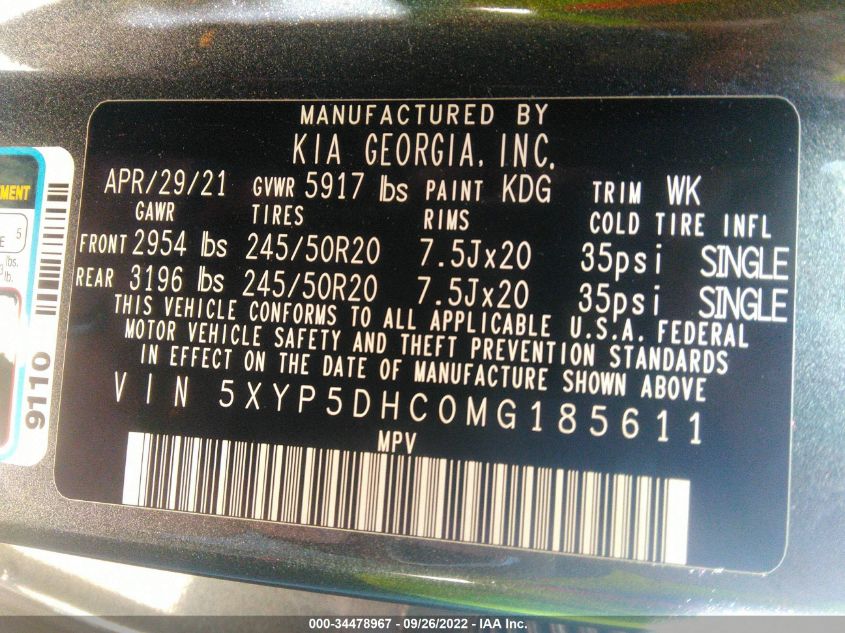 MANUFACTURED BY
KIA GEORGIA, INC.
APR/29/21 GVWR 5917 lbs PAINT KDG TRIM WK
GAWR TIRES RIMS COLD TIRE INFL
FRONT 2954 lbs 245/50R20 7.5Jx20 35psi SINGLE
REAR 3196 lbs 245/50R20 7.5Jx20 35psi SINGLE
THIS VEHICLE CONFORMS TO ALL APPLICABLE U.S.A. FEDERAL
MOTOR VEHICLE SAFETY AND THEFT PREVENTION STANDARDS
IN EFFECT ON THE DATE OF MANUFACTURE SHOWN ABOVE
VIN 5XYP5DHC0MG185611
MPV
5
lbs.
9110
000-34478967 - 09/26/2022 - IAA Inc.